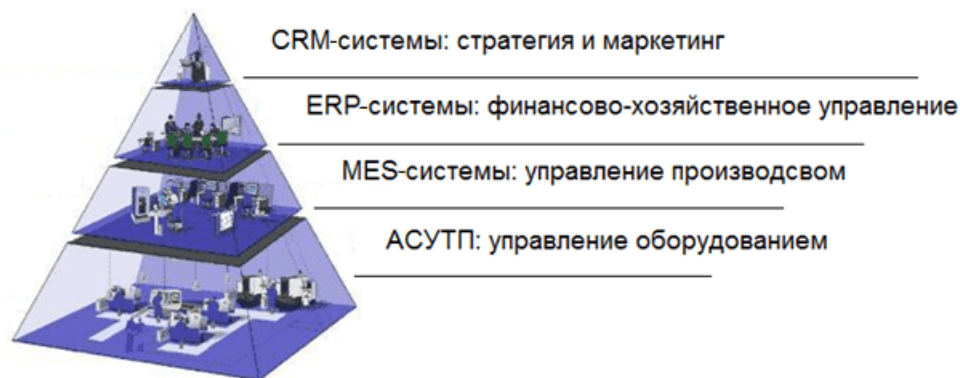 CRM-системы: стратегия и маркетинг
ERP-системы: финансово-хозяйственное управление
MES-системы: управление производсвом
АСУТП: управление оборудованием